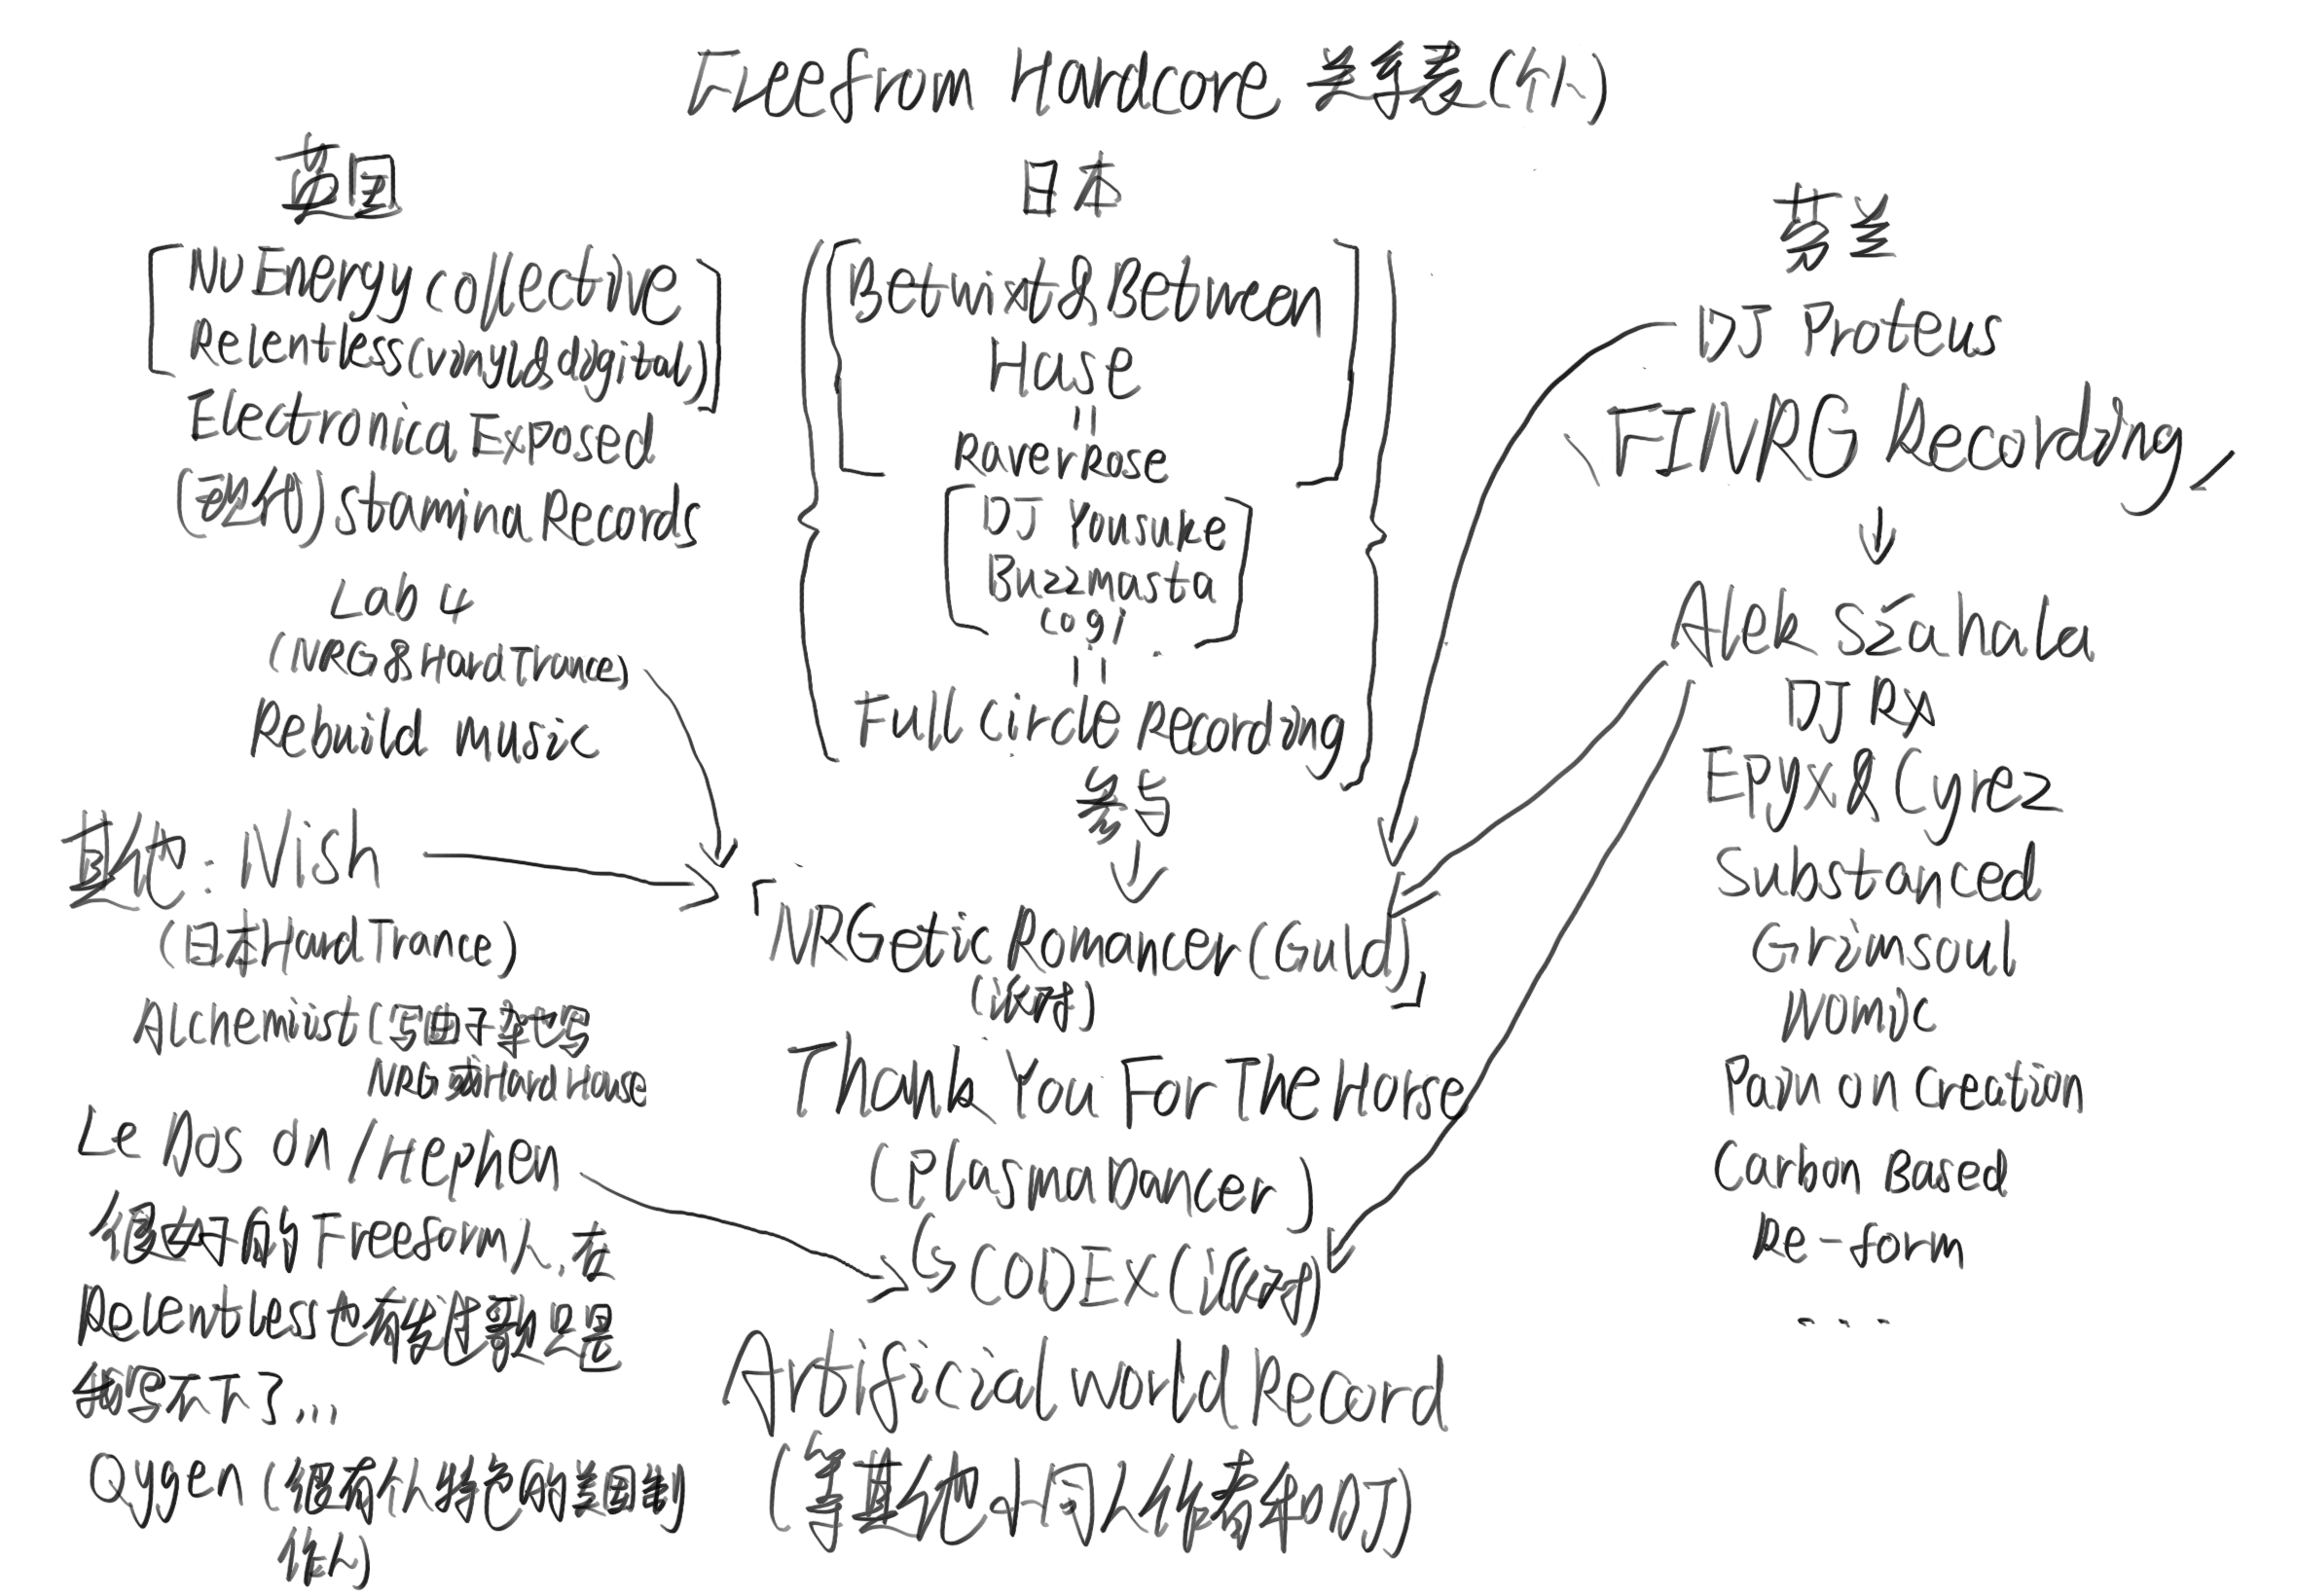 Freefrom Hardcore 关系表(个人)
英国
NU Energy collective
Relentless(vinyl&digital)
Electronica Exposed
(现代)Stamina Records
Lab 4
(NRG&Hard Trance)
Rebuild music
其他:Nish
(日本Hard Trance)
Alchemiist(写曲子杂也写
NRG或Hard House
Le Dos on/Hephen
很好的Freeform人,在
Relentless也有发过歌只是
我写不下了...
Qygen(很有个人特色的美国制
作人)
日本
Betwixt&Between
Hase
=
RaverRose
DJ Yousuke
Buzzmasta
cogi
=
Full circle Recording
参与
「NRGetic Romancer(Guld)」
(派对)
Thank You For The Horse
(PlasmaDancer)
CODEX(派对)
Artificial world Record
(等其他小同人作者和DJ)
芬兰
DJ Proteus
FINRG Recording
Alek Százhala
DJ RX
Epyx&Cyrez
Substanced
Grimsoul
Nomic
Pain on Creation
Carbon Based
Re-form
...